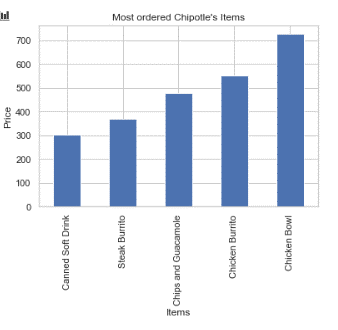 Most ordered Chipotle's Items
Price
700
600
500
400
300
200
100
0
Canned Soft Drink
Steak Burrito
Chips and Guacamole
Chicken Burrito
Chicken Bowl
Items